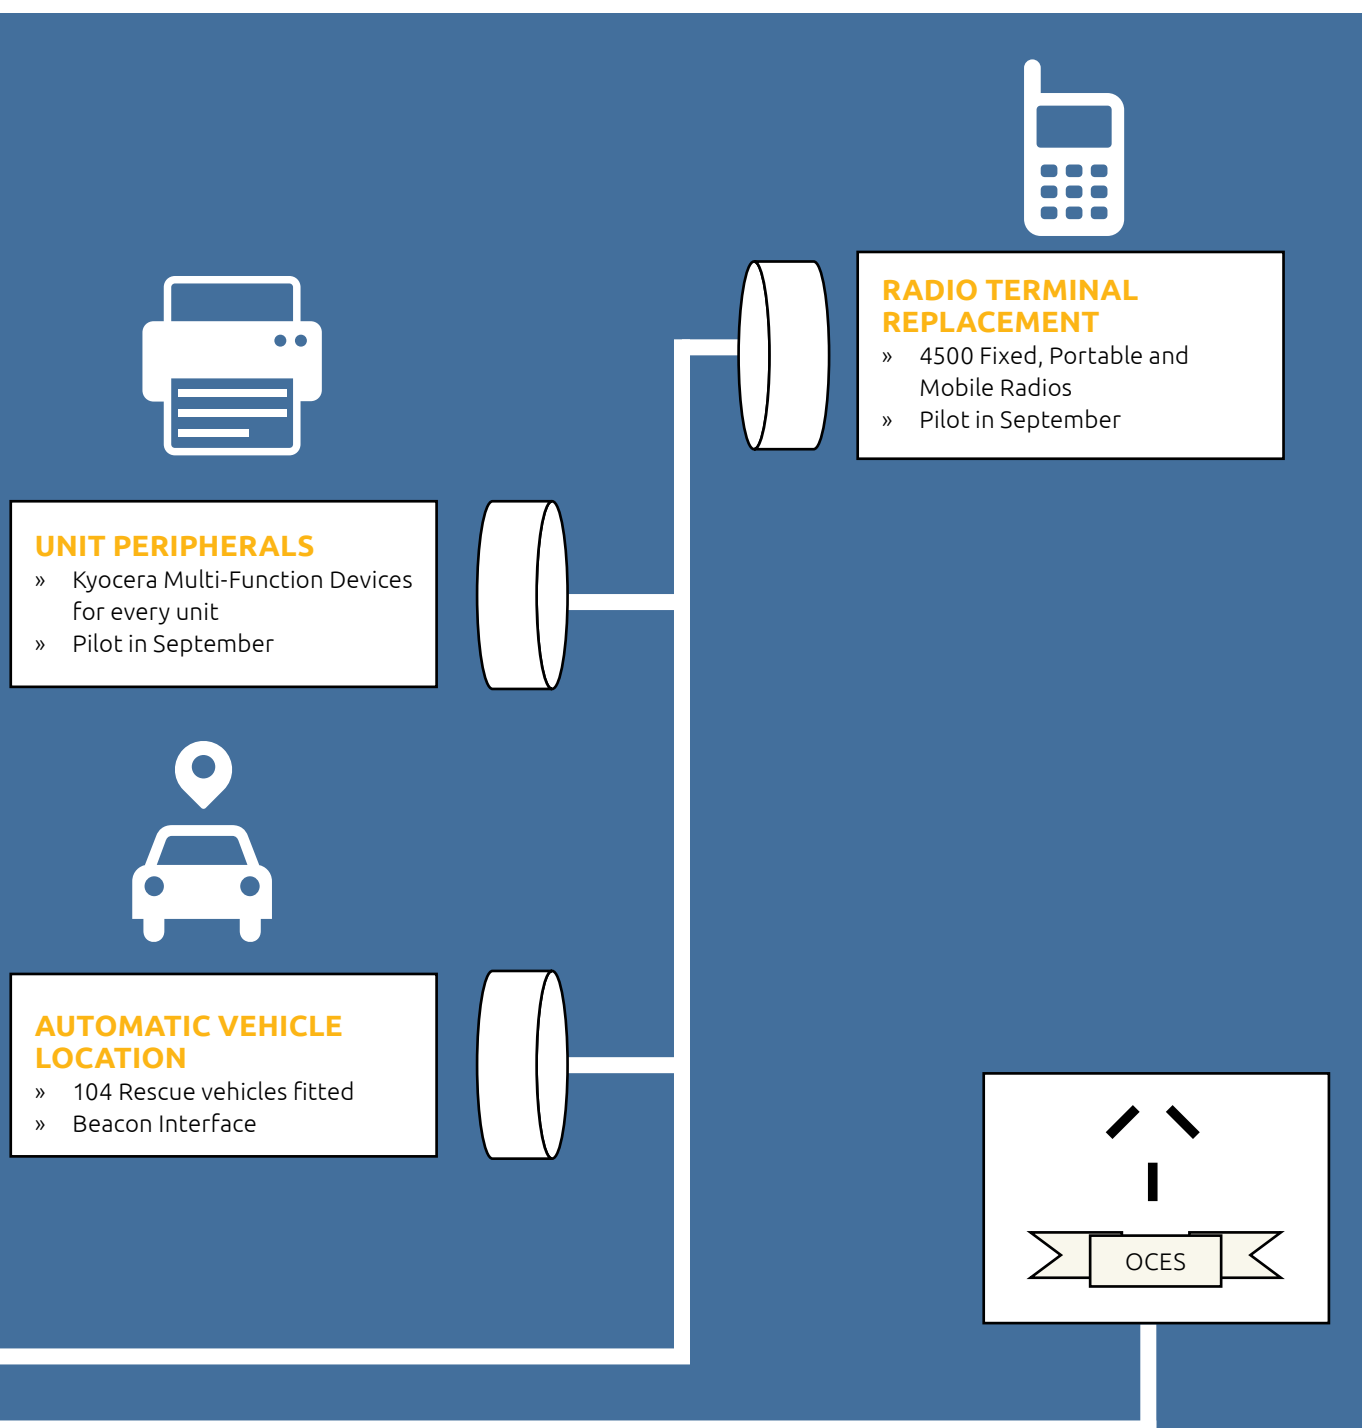 RADIO TERMINAL
REPLACEMENT
» 4500 Fixed, Portable and
Mobile Radios
» Pilot in September
UNIT PERIPHERALS
» Kyocera Multi-Function Devices
for every unit
» Pilot in September
AUTOMATIC VEHICLE
LOCATION
» 104 Rescue vehicles fitted
» Beacon Interface
OCES